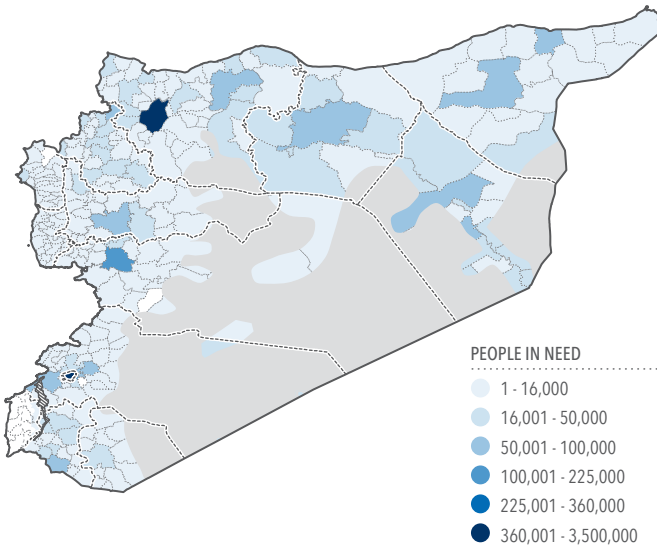 PEOPLE IN NEED
1 - 16,000
16,001 - 50,000
50,001 - 100,000
100,001 - 225,000
225,001 - 360,000
360,001 - 3,500,000